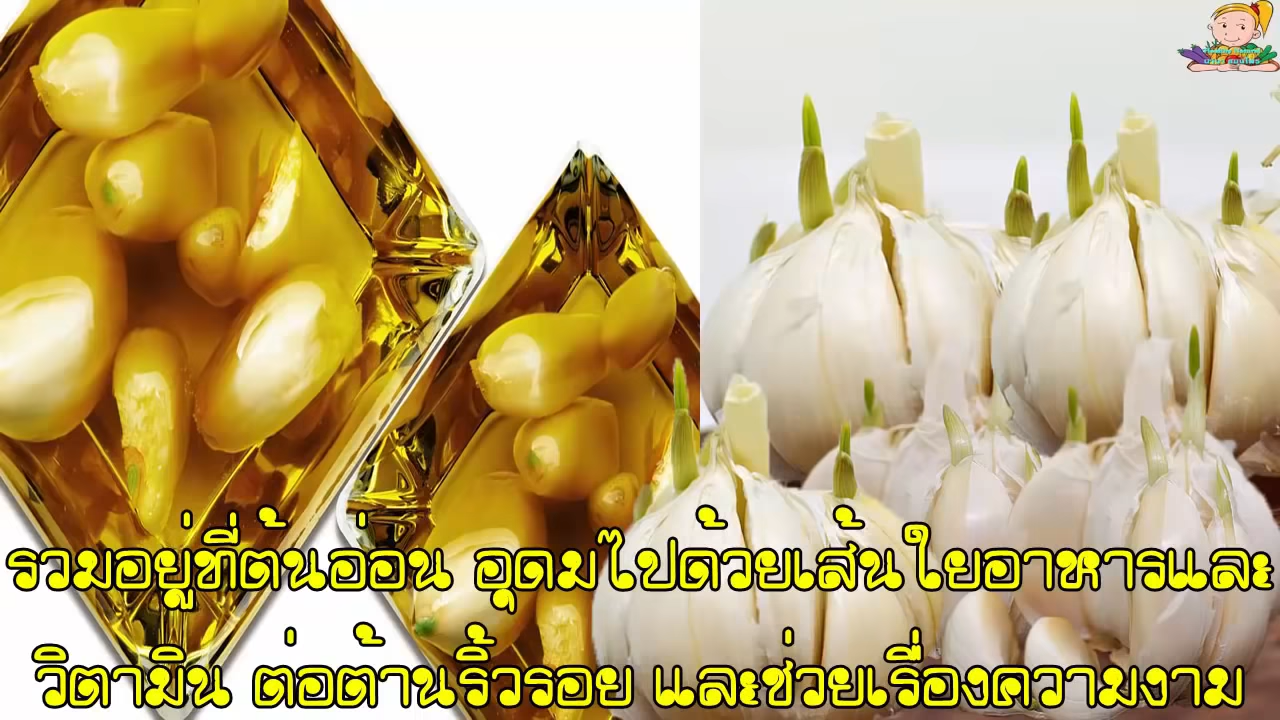 รวมอยู่ที่ต้นอ่อน อุดมไปด้วยเส้นใยอาหารและ
วิตามิน ต่อต้านริ้วรอย และช่วยเรื่องความงาม